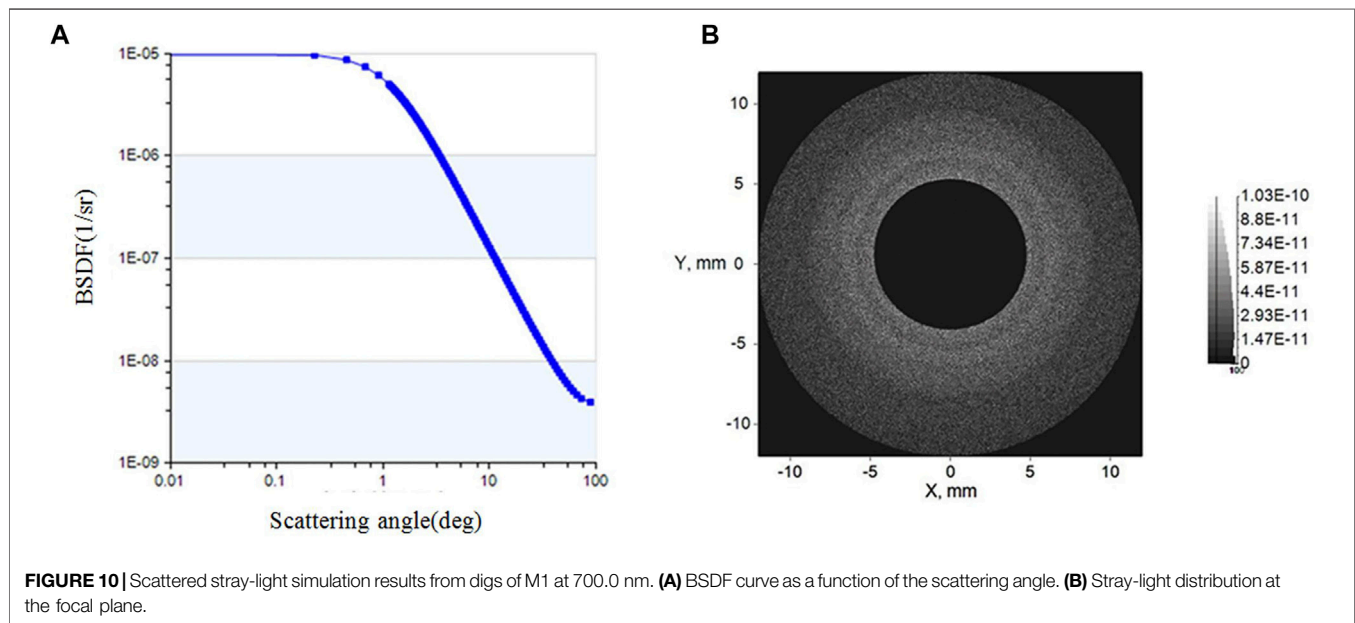 A
B
1E-05
1E-06
1E-07
1E-08
1E-09
BSDF(1/sr)
0.01
0.1
1
10
100
Scattering angle(deg)
10
5
Y, mm 0
-5
-10
-10
-5
0
5
10
X, mm
1.03E-10
8.8E-11
7.34E-11
5.87E-11
4.4E-11
2.93E-11
1.47E-11
0
FIGURE 10 | Scattered stray-light simulation results from digs of M1 at 700.0 nm. (A) BSDF curve as a function of the scattering angle. (B) Stray-light distribution at
the focal plane.